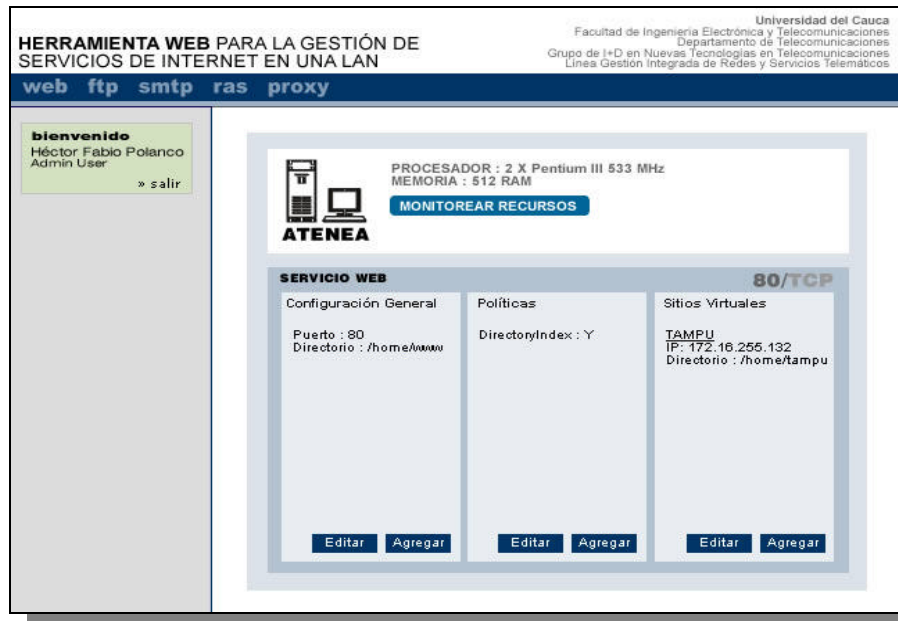 HERRAMIENTA WEB PARA LA GESTIÓN DE
SERVICIOS DE INTERNET EN UNA LAN
Universidad del Cauca
Facultad de Ingeniería Electrónica y Telecomunicaciones
Departamento de Telecomunicaciones
Grupo de I+D en Nuevas Tecnologías en Telecomunicaciones
Línea Gestión Integrada de Redes y Servicios Telemáticos
web ftp smtp ras proxy
bienvenido
Héctor Fabio Polanco
Admin User
» salir
PROCESADOR : 2 X Pentium III 533 MHz
MEMORIA : 512 RAM
MONITOREAR RECURSOS
ATENEA
SERVICIO WEB
80/TCP
Configuración General
Puerto : 80
Directorio : /home/www
Editar Agregar
Políticas
DirectoryIndex : Y
Editar Agregar
Sitios Virtuales
TAMPU
IP: 172.16.255.132
Directorio : /home/tampu
Editar Agregar